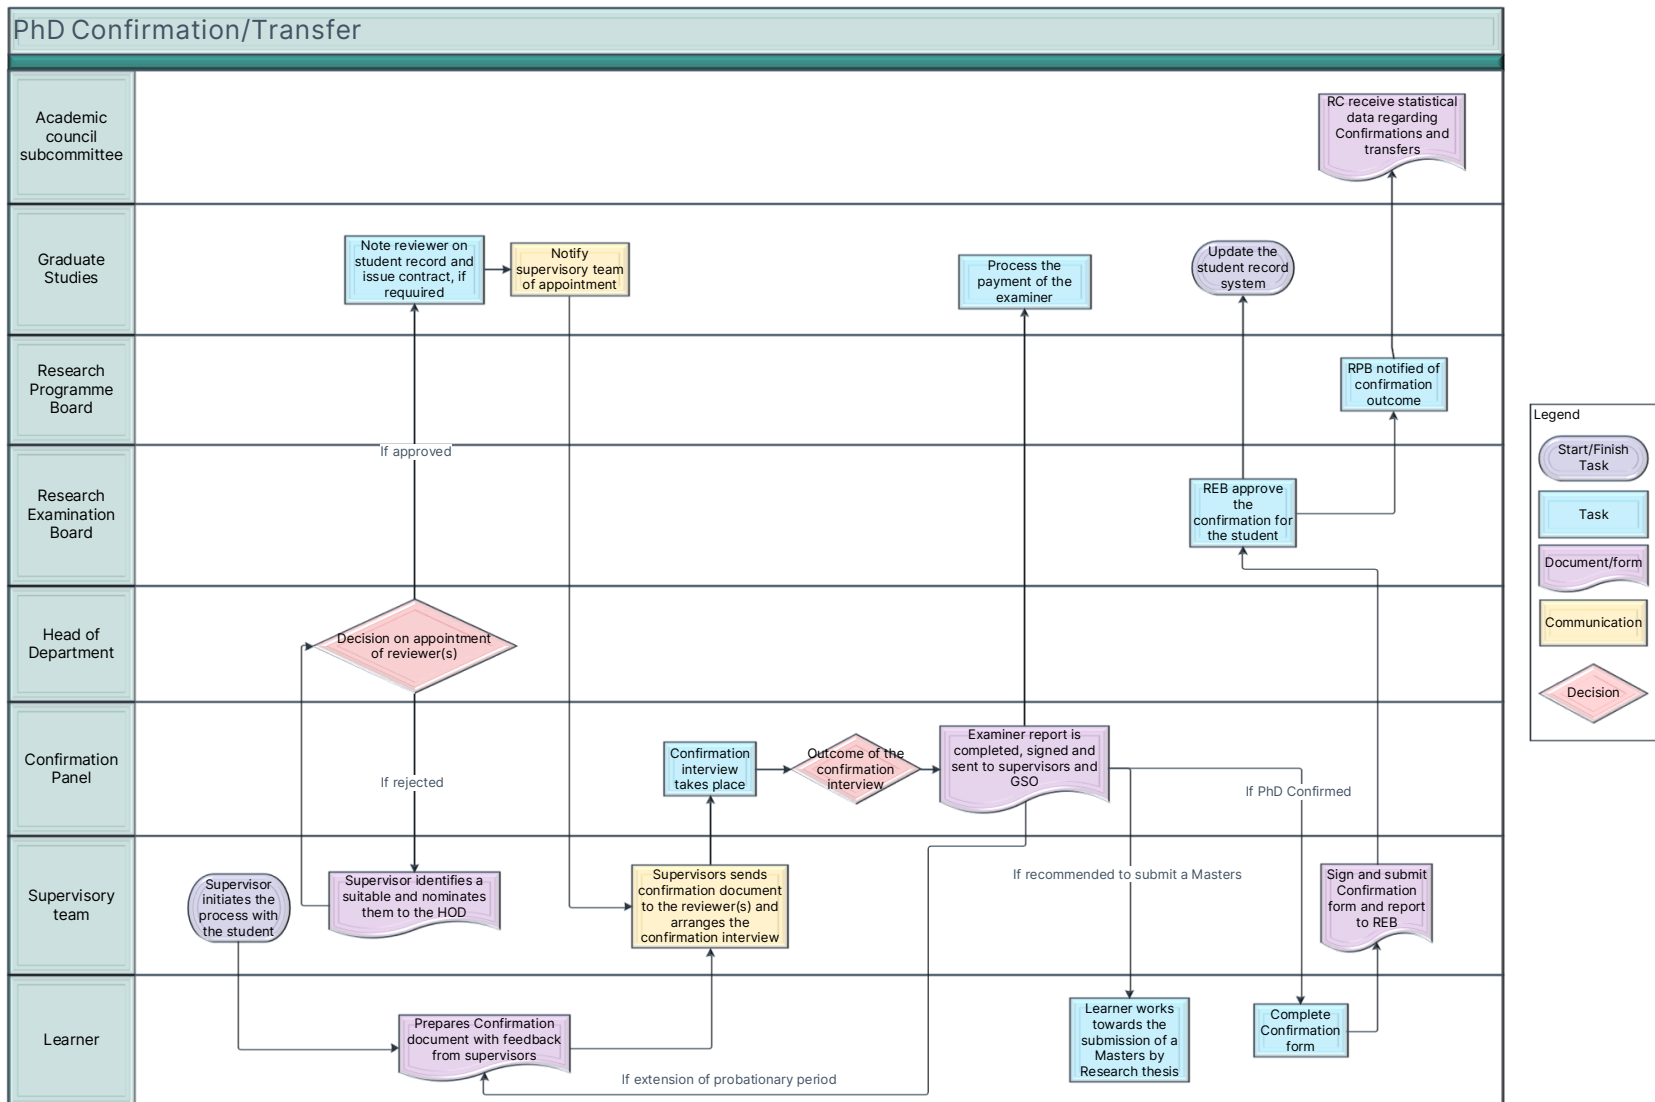 PhD Confirmation/Transfer
Academic
council
subcommittee
RC receive statistical
data regarding
Confirmations and
transfers
Graduate
Studies
Note reviewer on
student record and
issue contract, if
requuired
Notify
supervisory team
of appointment
Process the
payment of the
examiner
Update the
student record
system
Research
Programme
Board
RPB notified of
confirmation
outcome
If approved
Research
Examination
Board
REB approve
the
confirmation for
the student
Head of
Department
Decision on appointment
of reviewer(s)
Confirmation
Panel
If rejected
Confirmation
interview
takes place
Outcome of the
confirmation
interview
Examiner report is
completed, signed and
sent to supervisors and
GSO
If PhD Confirmed
Supervisory
team
Supervisor
initiates the
process with
the student
Supervisor identifies a
suitable and nominates
them to the HOD
Supervisors sends
confirmation document
to the reviewer(s) and
arranges the
confirmation interview
If recommended to submit a Masters
Sign and submit
Confirmation
form and report
to REB
Learner
Prepares Confirmation
document with feedback
from supervisors
If extension of probationary period
Learner works
towards the
submission of a
Masters by
Research thesis
Complete
Confirmation
form
Legend
Start/Finish
Task
Task
Document/form
Communication
Decision